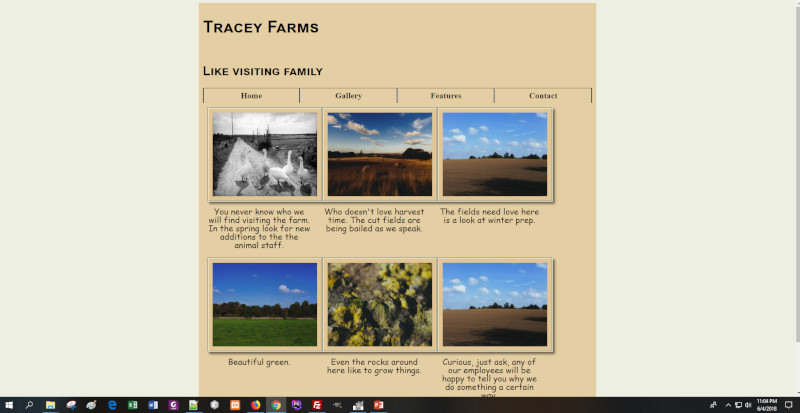 Tracey Farms
Like visiting family
Home Gallery Features Contact
You never know who we
will find visiting the farm.
In the spring look for new
additions to the the
animal staff.
Who doesn't love harvest
time. The cut fields are
being bailed as we speak.
The fields need love here
is a look at winter prep.
Beautiful green.
Even the rocks around
here like to grow things.
Curious, just ask, any of
our employees will be
happy to tell you why we
do something a certain
way.
11:04 PM
6/4/2018